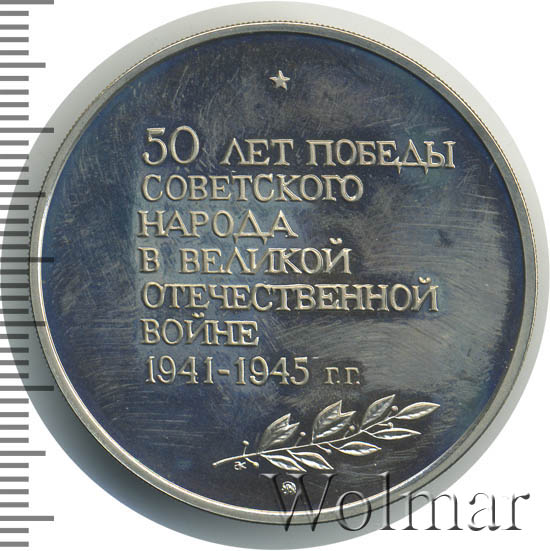 50 ЛЕТ ПОБЕДЫ
СОВЕТСКОГО
НАРОДА
В ВЕЛИКОЙ
ОТЕЧЕСТВЕННОЙ
ВОЙНЕ
1941-1945 г.г.
Wolmar